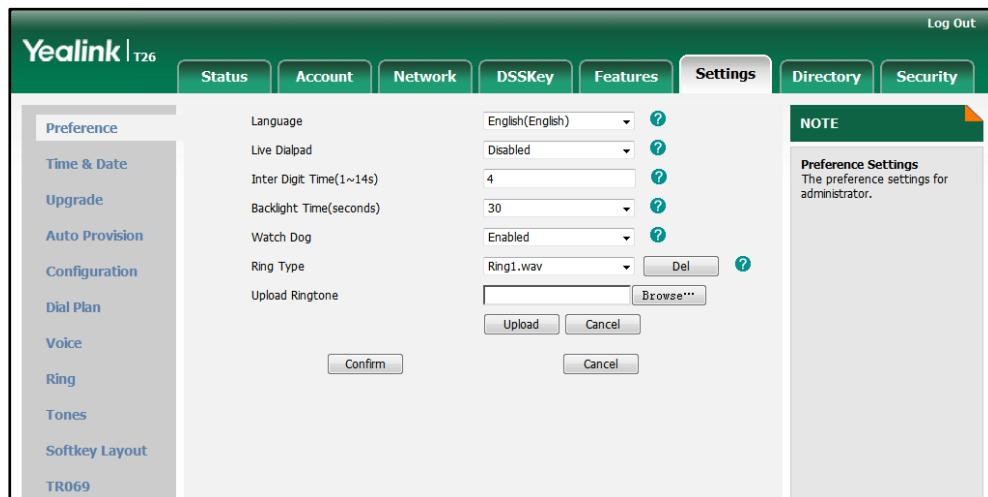 Log Out
Yealink T26
Status Account Network DSSKey Features Settings Directory Security
Preference
Time & Date
Upgrade
Auto Provision
Configuration
Dial Plan
Voice
Ring
Tones
Softkey Layout
TR069
Language English(English) ?
Live Dialpad Disabled ?
Inter Digit Time(1~14s) 4 ?
Backlight Time(seconds) 30 ?
Watch Dog Enabled ?
Ring Type Ring1.wav Del ?
Upload Ringtone Browse...
Upload Cancel
Confirm Cancel
NOTE
Preference Settings
The preference settings for
administrator.